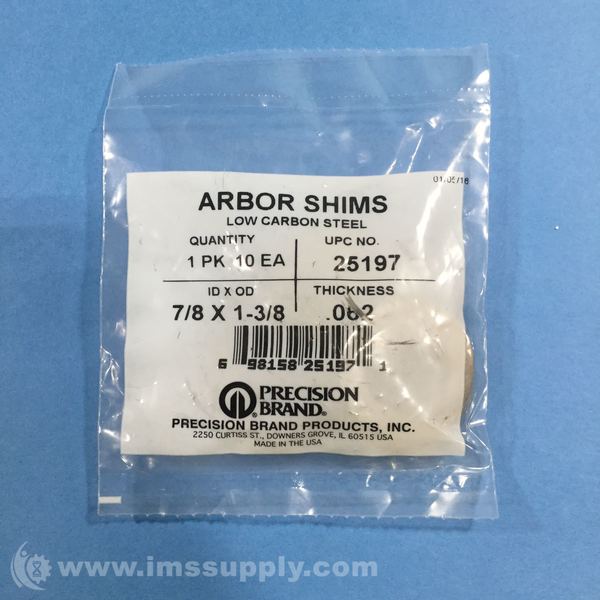 01/05/18
ARBOR SHIMS
LOW CARBON STEEL
QUANTITY UPC NO.
1 PK 10 EA 25197
ID X OD THICKNESS
7/8 X 1-3/8 .062
6 98158 25197 1
PRECISION
BRAND®
PRECISION BRAND PRODUCTS, INC.
2250 CURTISS ST., DOWNERS GROVE, IL 60515 USA
MADE IN THE USA
www.imssupply.com